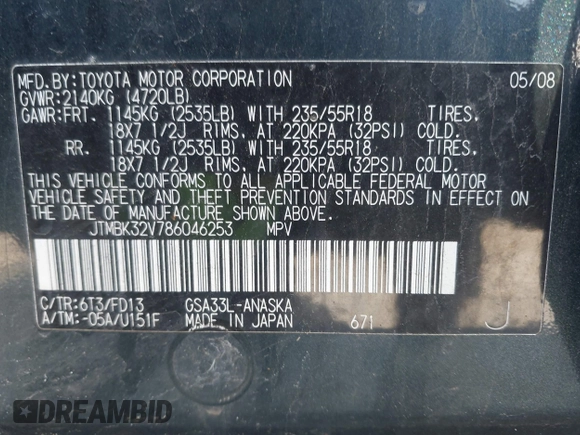 MFD.BY:TOYOTA MOTOR CORPORATION 05/08
GVWR:2140KG (4720LB)
GAWR:FRT. 1145KG (2535LB) WITH 235/55R18 TIRES.
18X7 1/2J RIMS, AT 220KPA (32PSI) COLD.
RR. 1145KG (2535LB) WITH 235/55R18 TIRES,
18X7 1/2J RIMS, AT 220KPA (32PSI) COLD.
THIS VEHICLE CONFORMS TO ALL APPLICABLE FEDERAL MOTOR
VEHICLE SAFETY AND THEFT PREVENTION STANDARDS IN EFFECT ON
THE DATE OF MANUFACTURE SHOWN ABOVE.
JTMBK32V786046253 MPV
C/TR:6T3/FD13 GSA33L-ANASKA
A/TM:-05A/U151F MADE IN JAPAN 671 J
DREAMBID